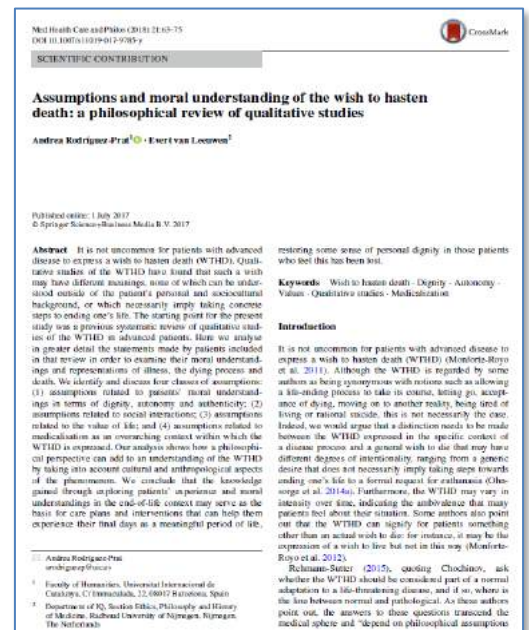 Med Health Care and Philos (2018) 21:63–75
DOI 10.1007/s11019-017-9785-y
CrossMark
SCIENTIFIC CONTRIBUTION
Assumptions and moral understanding of the wish to hasten
death: a philosophical review of qualitative studies
Andrea Rodríguez-Prat1 · Evert van Leeuwen2
Published online: 1 July 2017
© Springer Science+Business Media B.V. 2017
Abstract It is not uncommon for patients with advanced
disease to express a wish to hasten death (WTHD). Quali-
tative studies of the WTHD have found that such a wish
may have different meanings, none of which can be under-
stood outside of the patient's personal and sociocultural
background, or which necessarily imply taking concrete
steps to ending one's life. The starting point for the present
study was a previous systematic review of qualitative stud-
ies of the WTHD in advanced patients. Here we analyse
in greater detail the statements made by patients included
in that review in order to examine their moral understand-
ings and representations of illness, the dying process and
death. We identify and discuss four classes of assumptions:
(1) assumptions related to patients' moral understand-
ings in terms of dignity, autonomy and authenticity; (2)
assumptions related to social interactions; (3) assumptions
related to the value of life; and (4) assumptions related to
medicalisation as an overarching context within which the
WTHD is expressed. Our analysis shows how a philosophi-
cal perspective can add to an understanding of the WTHD
by taking into account cultural and anthropological aspects
of the phenomenon. We conclude that the knowledge
gained through exploring patients' experience and moral
understandings in the end-of-life context may serve as the
basis for care plans and interventions that can help them
experience their final days as a meaningful period of life,
restoring some sense of personal dignity in those patients
who feel this has been lost.
Keywords Wish to hasten death · Dignity · Autonomy ·
Values · Qualitative studies · Medicalization
Introduction
It is not uncommon for patients with advanced disease to
express a wish to hasten death (WTHD) (Monforte-Royo
et al. 2011). Although the WTHD is regarded by some
authors as being synonymous with notions such as allowing
a life-ending process to take its course, letting go, accept-
ance of dying, moving on to another reality, being tired of
living or rational suicide, this is not necessarily the case.
Indeed, we would argue that a distinction needs to be made
between the WTHD expressed in the specific context of
a disease process and a general wish to die that may have
different degrees of intentionality, ranging from a generic
desire that does not necessarily imply taking steps towards
ending one's life to a formal request for euthanasia (Ohn-
sorge et al. 2014a). Furthermore, the WTHD may vary in
intensity over time, indicating the ambivalence that many
patients feel about their situation. Some authors also point
out that the WTHD can signify for patients something
other than an actual wish to die: for instance, it may be the
expression of a wish to live but not in this way (Monforte-
Royo et al. 2012).
Rehmann-Sutter (2015), quoting Chochinov, ask
whether the WTHD should be considered part of a normal
adaptation to a life-threatening disease, and if so, where is
the line between normal and pathological. As these authors
point out, the answers to these questions transcend the
medical sphere and "depend on philosophical assumptions
Andrea Rodríguez-Prat
1 Faculty of Humanities, Universitat Internacional de
Catalunya, C/ Immaculada, 22, 08017 Barcelona, Spain
2 Department of IQ, Section Ethics, Philosophy and History
of Medicine, Radboud University of Nijmegen, Nijmegen,
The Netherlands